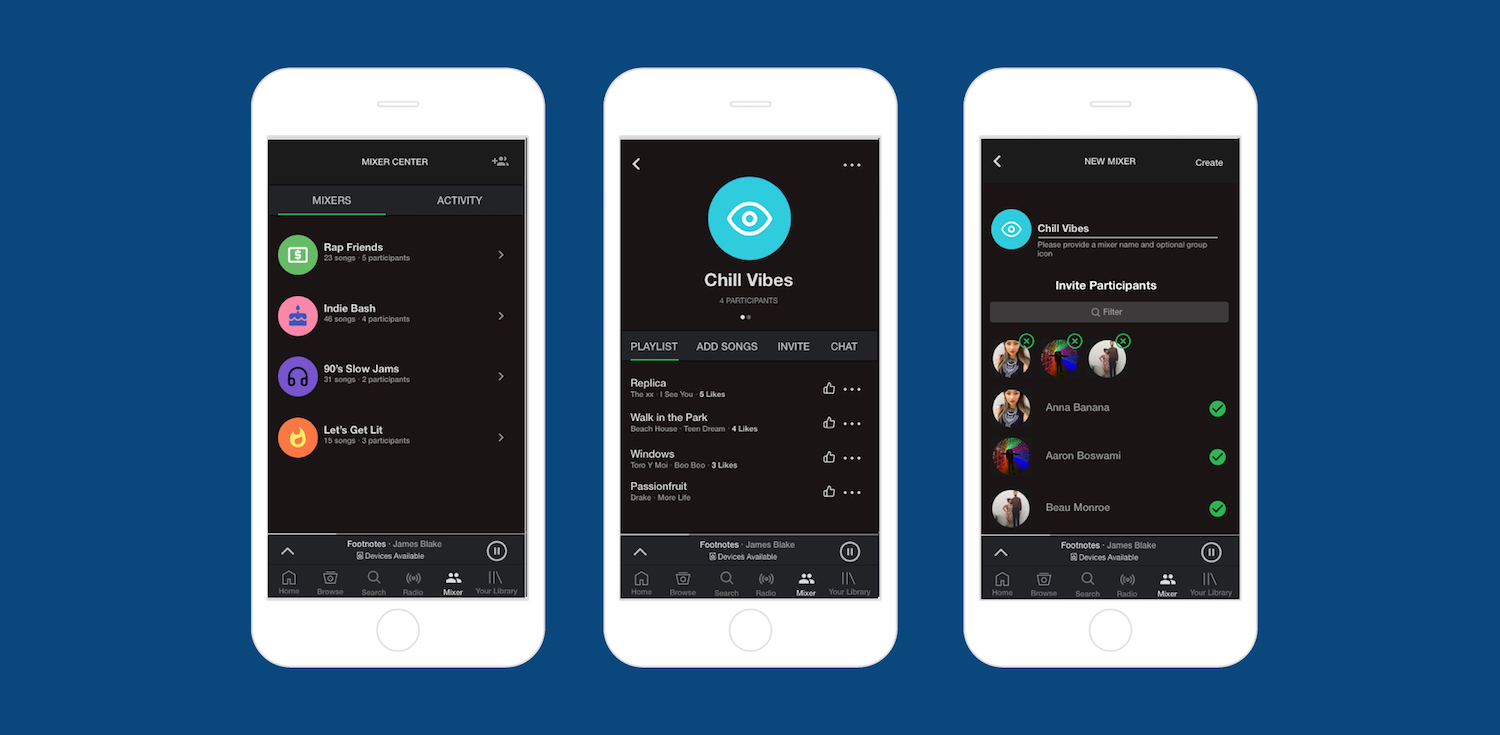 MIXER CENTER
MIXERS ACTIVITY
Rap Friends
23 songs · 5 participants
Indie Bash
46 songs · 4 participants
90's Slow Jams
31 songs · 2 participants
Let's Get Lit
15 songs · 3 participants
Footnotes · James Blake
Devices Available
Home Browse Search Radio Mixer Your Library
Chill Vibes
4 PARTICIPANTS
PLAYLIST ADD SONGS INVITE CHAT
Replica
The xx · I See You · 5 Likes
Walk in the Park
Beach House · Teen Dream · 4 Likes
Windows
Toro Y Moi · Boo Boo · 3 Likes
Passionfruit
Drake · More Life
Footnotes · James Blake
Devices Available
Home Browse Search Radio Mixer Your Library
NEW MIXER Create
Chill Vibes
Please provide a mixer name and optional group
icon
Invite Participants
Filter
Anna Banana
Aaron Boswami
Beau Monroe
Footnotes · James Blake
Devices Available
Home Browse Search Radio Mixer Your Library